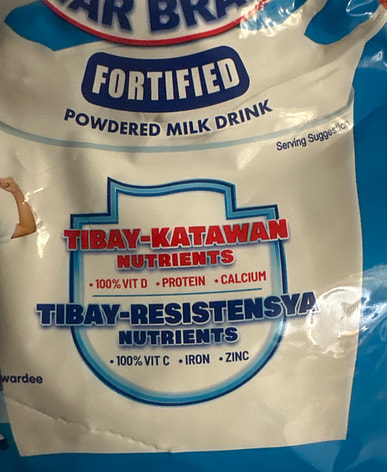 FORTIFIED
POWDERED MILK DRINK
Serving Suggestion
TIBAY-KATAWAN
NUTRIENTS
• 100% VIT D • PROTEIN • CALCIUM
TIBAY-RESISTENSYA
NUTRIENTS
• 100% VIT C • IRON • ZINC